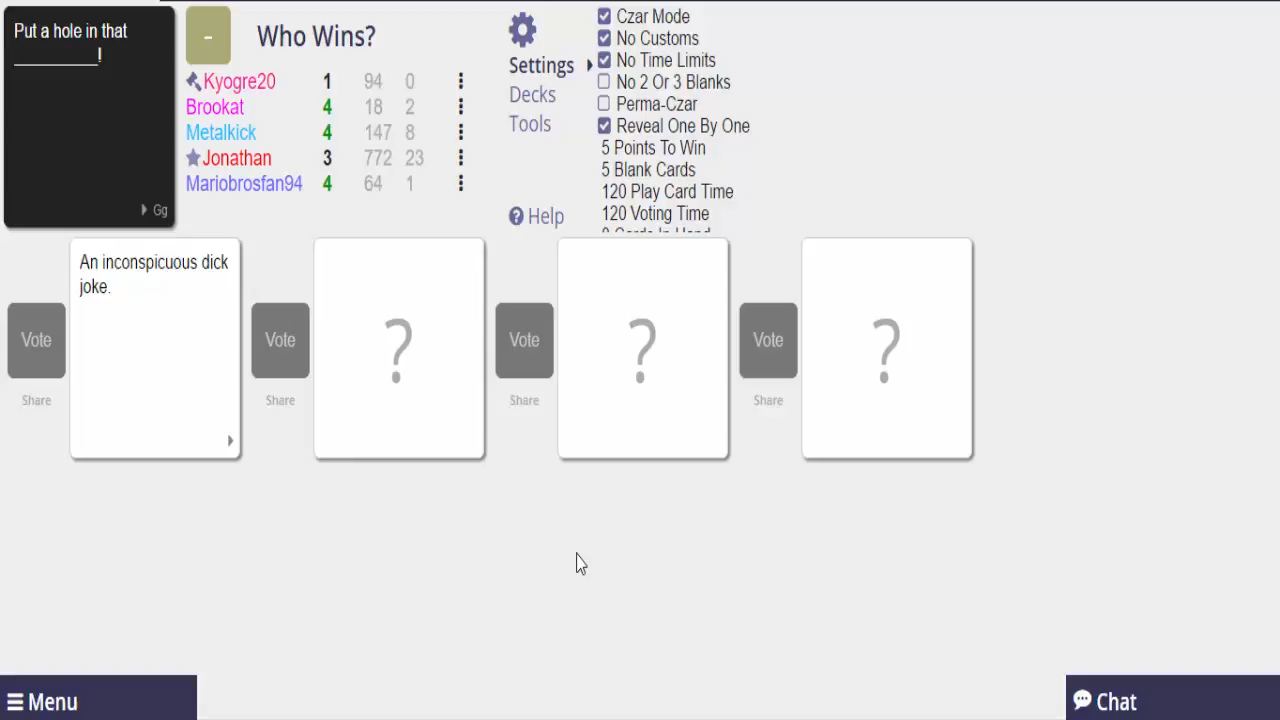 Put a hole in that
__________!
Gg
-
Who Wins?
Kyogre20 1 94 0
Brookat 4 18 2
Metalkick 4 147 8
Jonathan 3 772 23
Mariobrosfan94 4 64 1
Settings
Decks
Tools
Help
Czar Mode
No Customs
No Time Limits
No 2 Or 3 Blanks
Perma-Czar
Reveal One By One
5 Points To Win
5 Blank Cards
120 Play Card Time
120 Voting Time
Vote
Share
An inconspicuous dick
joke.
Vote
Share
?
Vote
Share
?
Vote
Share
?
Menu
Chat